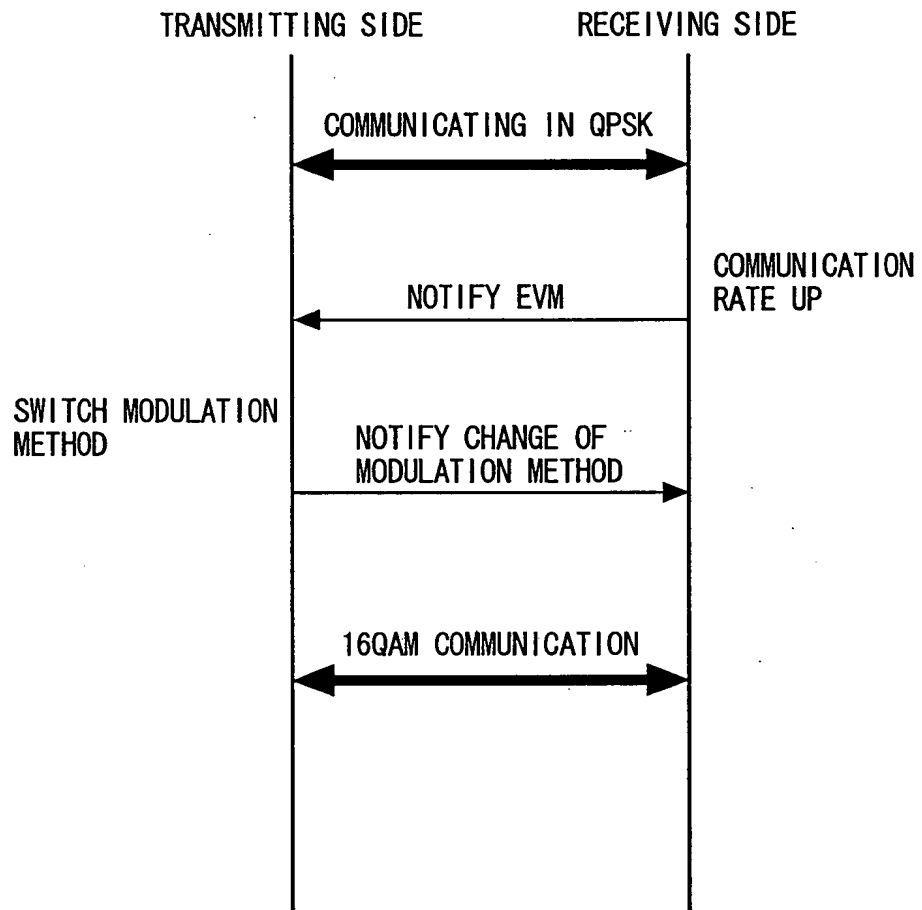 TRANSMITTING SIDE
RECEIVING SIDE
COMMUNICATING IN QPSK
COMMUNICATION
RATE UP
NOTIFY EVM
SWITCH MODULATION
METHOD
NOTIFY CHANGE OF
MODULATION METHOD
16QAM COMMUNICATION